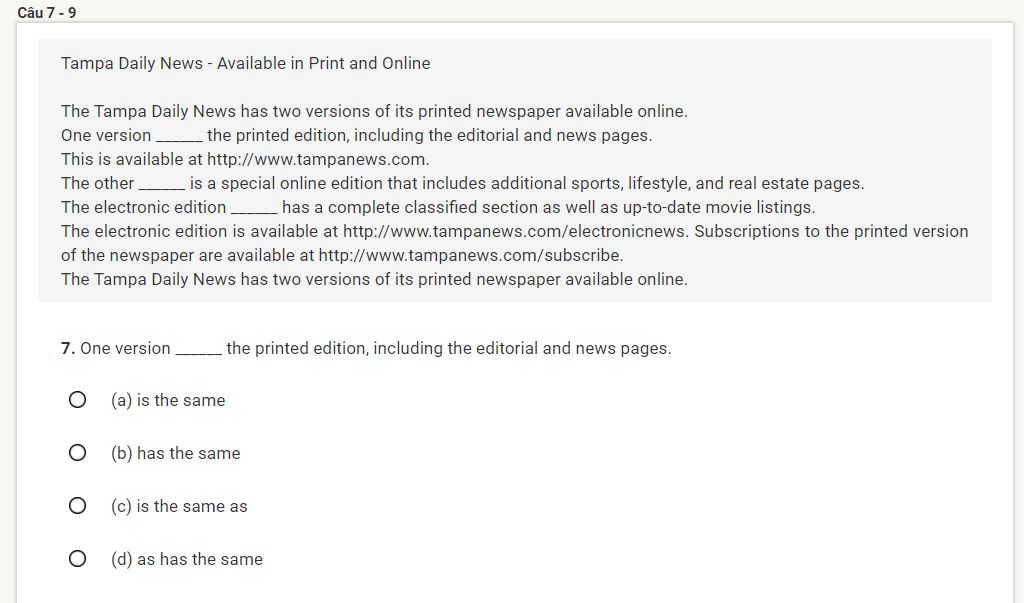 Câu 7 - 9
Tampa Daily News - Available in Print and Online
The Tampa Daily News has two versions of its printed newspaper available online.
One version ______ the printed edition, including the editorial and news pages.
This is available at http://www.tampanews.com.
The other ______ is a special online edition that includes additional sports, lifestyle, and real estate pages.
The electronic edition ______ has a complete classified section as well as up-to-date movie listings.
The electronic edition is available at http://www.tampanews.com/electronicnews. Subscriptions to the printed version
of the newspaper are available at http://www.tampanews.com/subscribe.
The Tampa Daily News has two versions of its printed newspaper available online.
7. One version ______ the printed edition, including the editorial and news pages.
(a) is the same
(b) has the same
(c) is the same as
(d) as has the same